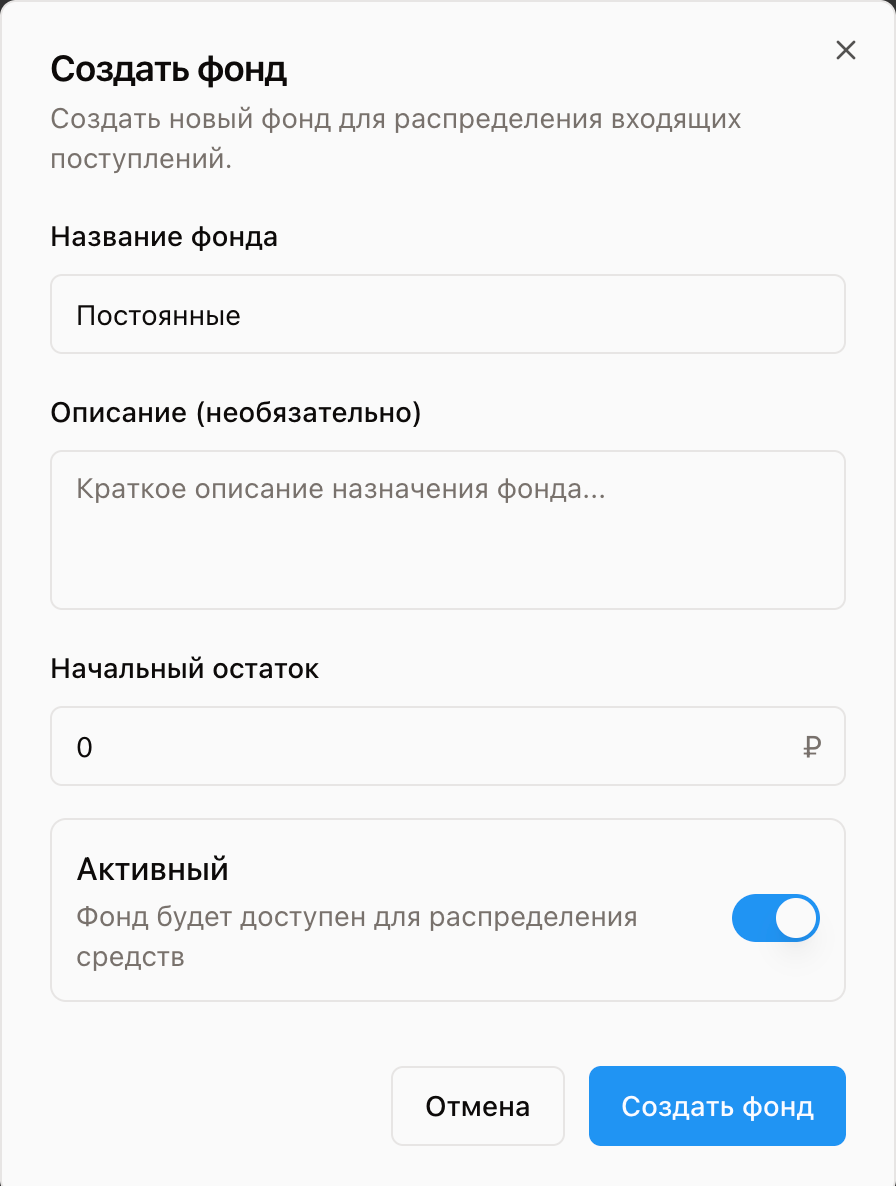 Создать фонд
Создать новый фонд для распределения входящих
поступлений.
Название фонда
Постоянные
Описание (необязательно)
Краткое описание назначения фонда...
Начальный остаток
0 ₽
Активный
Фонд будет доступен для распределения
средств
Отмена Создать фонд